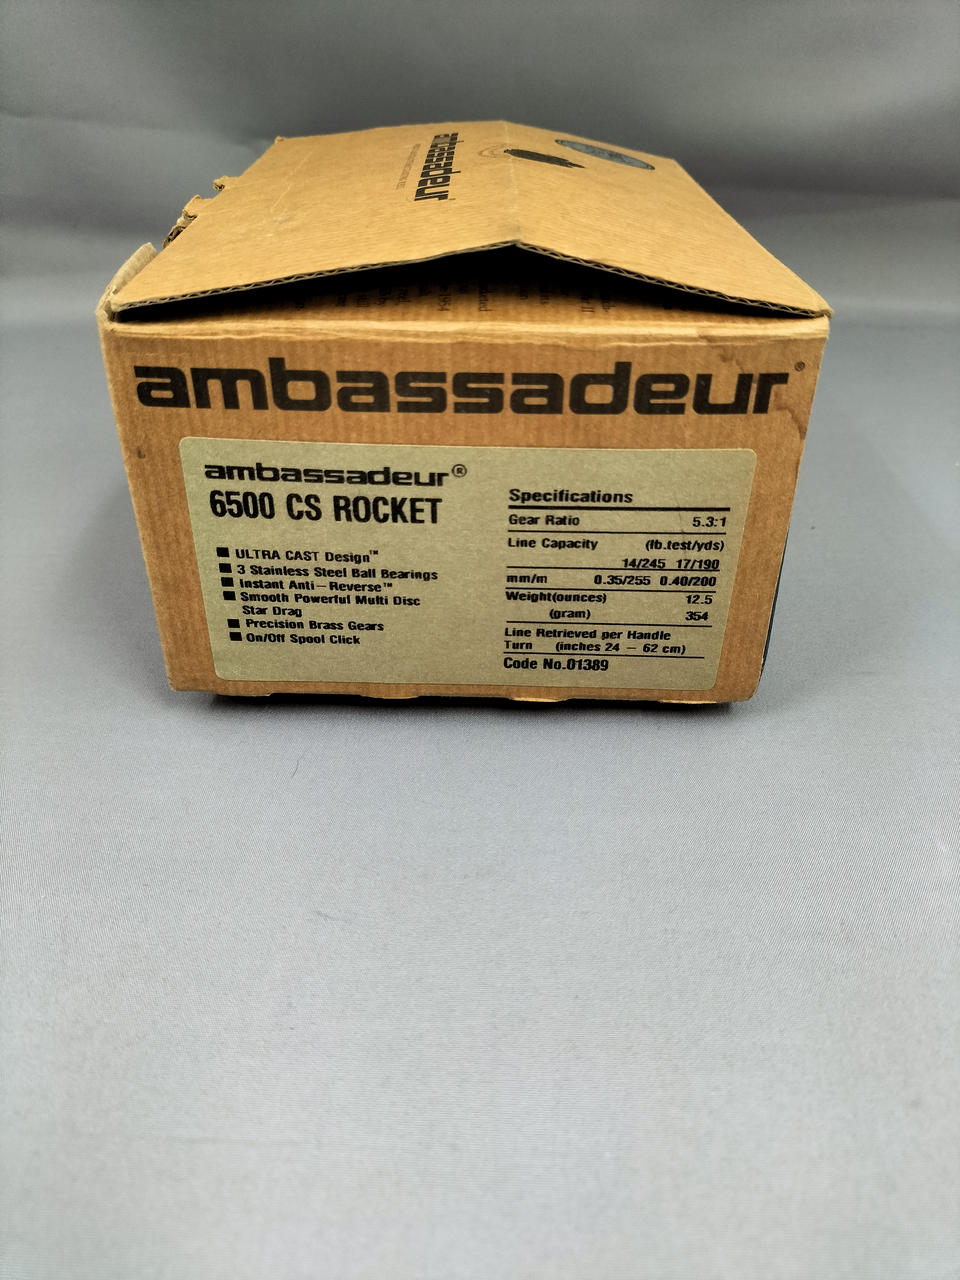 ambassadeur
ambassadeur®
ambassadeur®
6500 CS ROCKET
■ ULTRA CAST Design™
■ 3 Stainless Steel Ball Bearings
■ Instant Anti-Reverse™
■ Smooth Powerful Multi Disc
Star Drag
■ Precision Brass Gears
■ On/Off Spool Click
Specifications
Gear Ratio 5.3:1
Line Capacity (lb.test/yds)
14/245 17/190
mm/m 0.35/255 0.40/200
Weight(ounces) 12.5
(gram) 354
Line Retrieved per Handle
Turn (inches 24 — 62 cm)
Code No.01389